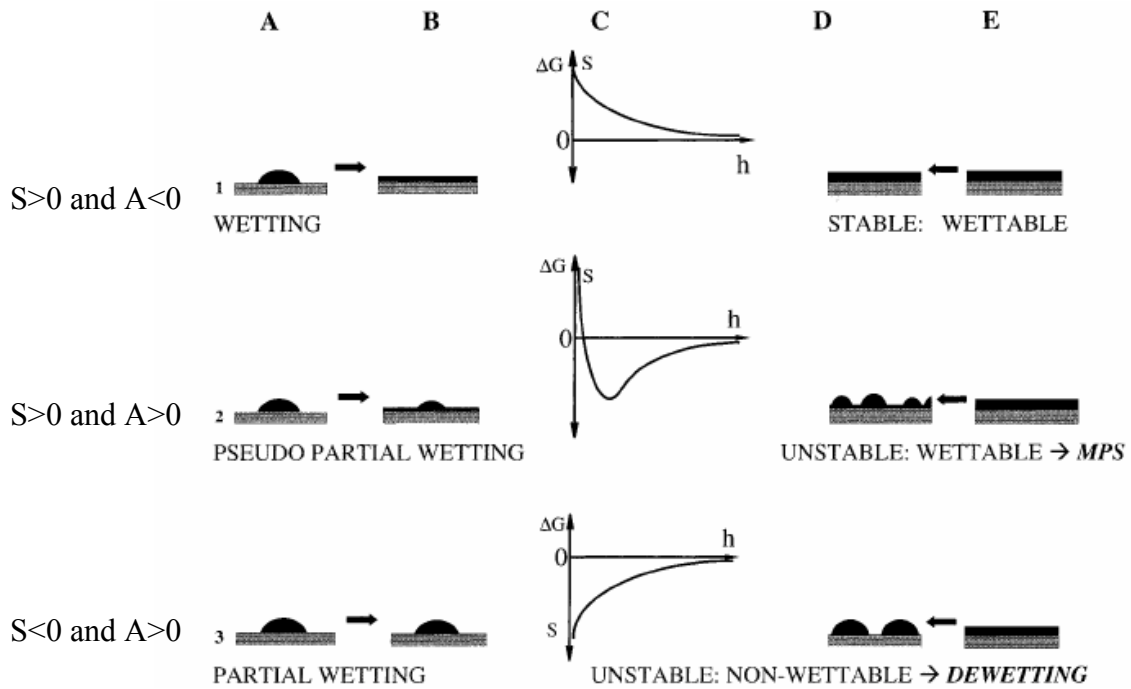 A B C D E
ΔG S
0
h
S>0 and A<0
1
WETTING
STABLE: WETTABLE
ΔG S
h
0
S>0 and A>0
2
PSEUDO PARTIAL WETTING
UNSTABLE: WETTABLE → MPS
ΔG
h
0
S<0 and A>0
3
S
PARTIAL WETTING
UNSTABLE: NON-WETTABLE → DEWETTING